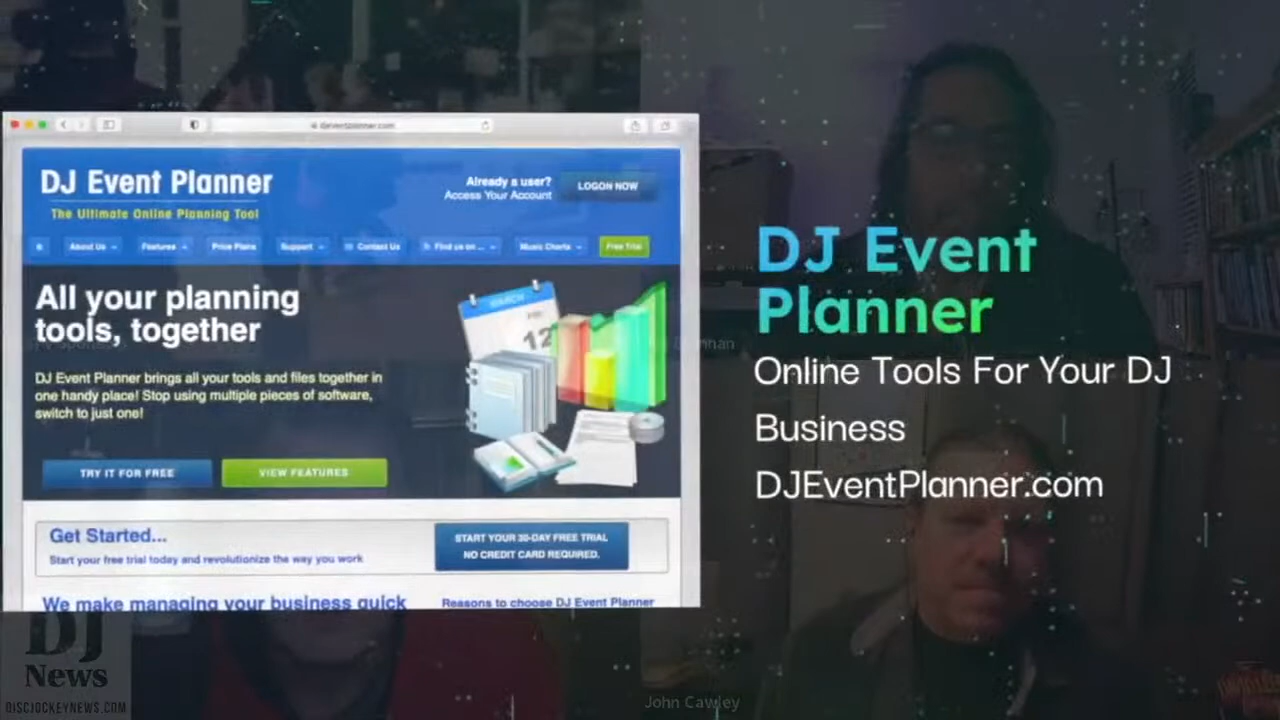 djeventplanner.com
DJ Event Planner
The Ultimate Online Planning Tool
Already a user?
Access Your Account
LOGON NOW
About Us
Features
Price Plans
Support
Contact Us
Find us on ...
Music Charts
Free Trial
All your planning
tools, together
MARCH
12
DJ Event Planner brings all your tools and files together in
one handy place! Stop using multiple pieces of software,
switch to just one!
TRY IT FOR FREE
VIEW FEATURES
Get Started...
Start your free trial today and revolutionize the way you work
START YOUR 30-DAY FREE TRIAL
NO CREDIT CARD REQUIRED.
We make managing your business quick
Reasons to choose DJ Event Planner
DJ Event
Planner
Online Tools For Your DJ
Business
DJEventPlanner.com
DJ
News
DISCJOCKEYNEWS.COM
John Cawley